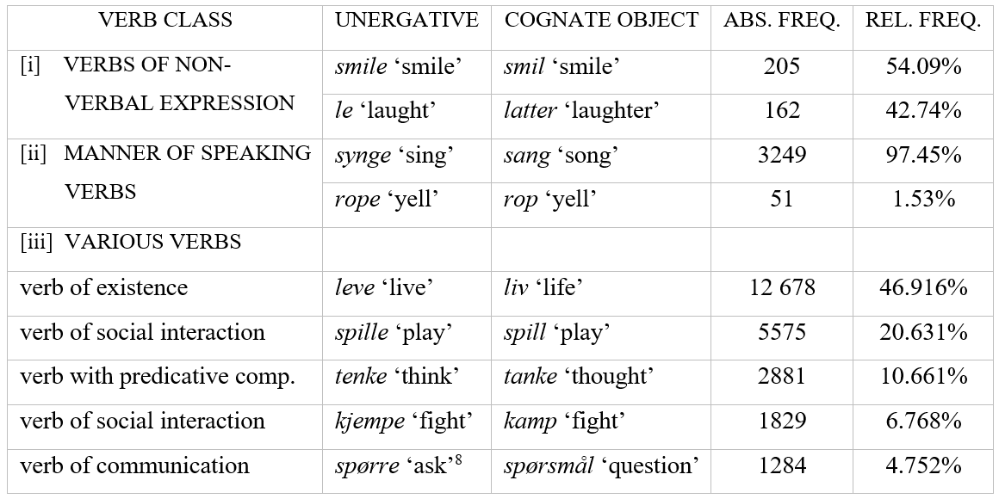 VERB CLASS UNERGATIVE COGNATE OBJECT ABS. FREQ. REL. FREQ.
[i] VERBS OF NON- smile ‘smile’ smil ‘smile’ 205 54.09%
VERBAL EXPRESSION le ‘laught’ latter ‘laughter’ 162 42.74%
[ii] MANNER OF SPEAKING synge ‘sing’ sang ‘song’ 3249 97.45%
VERBS rope ‘yell’ rop ‘yell’ 51 1.53%
[iii] VARIOUS VERBS
verb of existence leve ‘live’ liv ‘life’ 12 678 46.916%
verb of social interaction spille ‘play’ spill ‘play’ 5575 20.631%
verb with predicative comp. tenke ‘think’ tanke ‘thought’ 2881 10.661%
verb of social interaction kjempe ‘fight’ kamp ‘fight’ 1829 6.768%
verb of communication spørre ‘ask’⁸ spørsmål ‘question’ 1284 4.752%